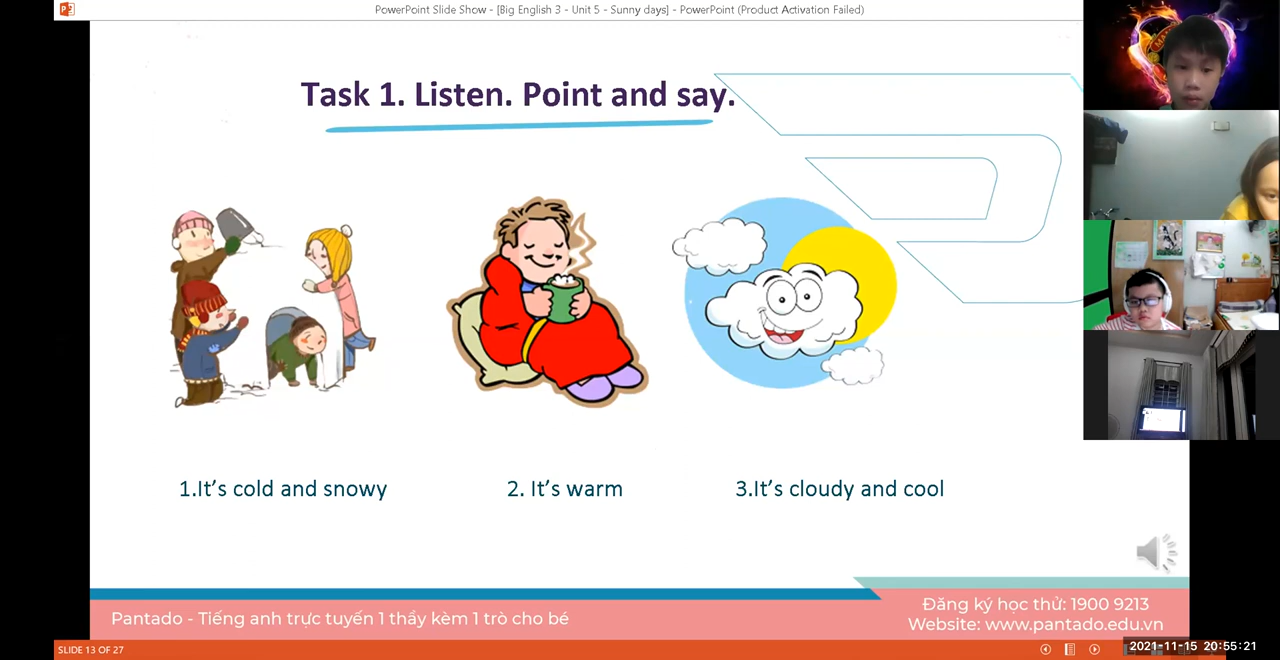 PowerPoint Slide Show - [Big English 3 - Unit 5 - Sunny days] - PowerPoint (Product Activation Failed)
Task 1. Listen. Point and say.
1.It's cold and snowy
2. It's warm
3.It's cloudy and cool
Pantado - Tiếng anh trực tuyến 1 thầy kèm 1 trò cho bé
Đăng ký học thử: 1900 9213
Website: www.pantado.edu.vn
SLIDE 13 OF 27
2021-11-15 20:55:21